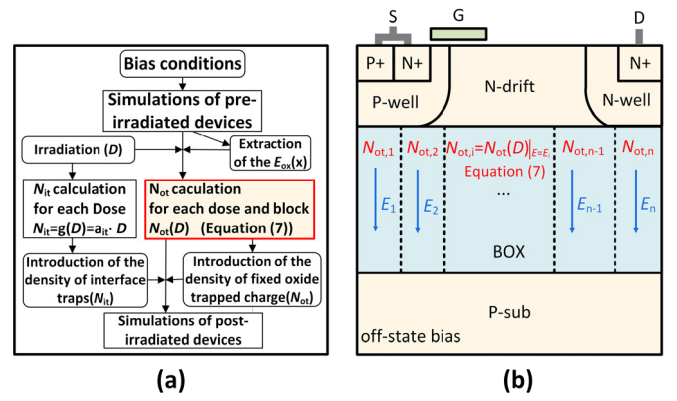 Bias conditions
Simulations of pre-
irradiated devices
Irradiation (D)
Extraction
of the Eox(x)
Nit calculation
for each Dose
Nit=g(D)=ait· D
Not caculation
for each dose and block
Not(D) (Equation (7))
Introduction of the
density of interface
traps(Nit)
Introduction of the
density of fixed oxide
trapped charge(Not)
Simulations of post-
irradiated devices
(a)
S
G
D
P+
N+
N+
P-well
N-drift
N-well
Not,1
Not,2
Not,i=Not(D)|E=Ei
Not,n-1
Not,n
Equation (7)
...
E1
E2
En-1
En
BOX
P-sub
off-state bias
(b)